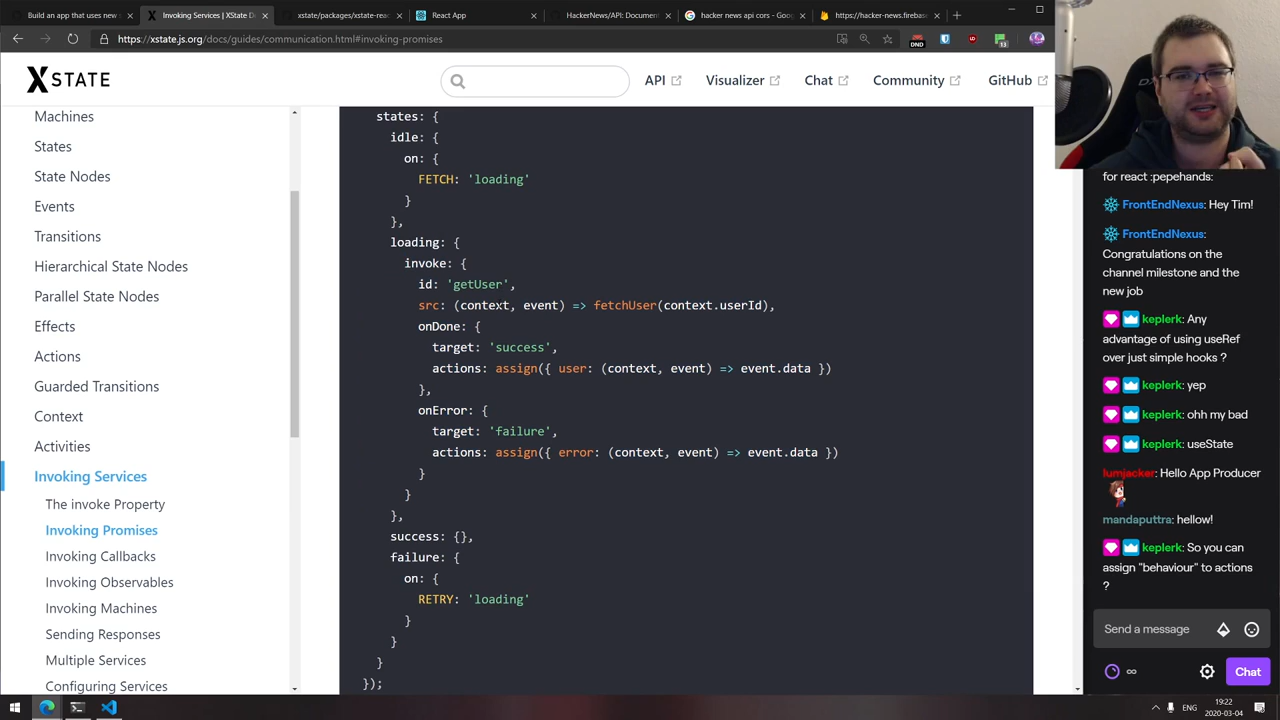 Build an app that uses new s
Invoking Services | XState D
xstate/packages/xstate-reac
React App
HackerNews/API: Document
hacker news api cors - Goog
https://hacker-news.firebase
https://xstate.js.org/docs/guides/communication.html#invoking-promises
DND
13
XSTATE
API
Visualizer
Chat
Community
GitHub
Machines
States
State Nodes
Events
Transitions
Hierarchical State Nodes
Parallel State Nodes
Effects
Actions
Guarded Transitions
Context
Activities
Invoking Services
The invoke Property
Invoking Promises
Invoking Callbacks
Invoking Observables
Invoking Machines
Sending Responses
Multiple Services
Configuring Services
states: {
idle: {
on: {
FETCH: 'loading'
}
},
loading: {
invoke: {
id: 'getUser',
src: (context, event) => fetchUser(context.userId),
onDone: {
target: 'success',
actions: assign({ user: (context, event) => event.data })
},
onError: {
target: 'failure',
actions: assign({ error: (context, event) => event.data })
}
}
},
success: {},
failure: {
on: {
RETRY: 'loading'
}
}
}
});
for react :pepehands:
FrontEndNexus: Hey Tim!
FrontEndNexus:
Congratulations on the
channel milestone and the
new job
keplerk: Any
advantage of using useRef
over just simple hooks ?
keplerk: yep
keplerk: ohh my bad
keplerk: useState
lumjacker: Hello App Producer
mandaputtra: hellow!
keplerk: So you can
assign "behaviour" to actions
?
Send a message
∞
Chat
ENG
19:22
2020-03-04